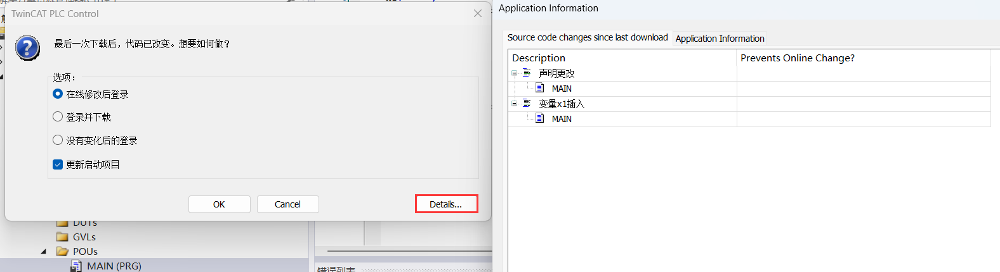 TwinCAT PLC Control
最后一次下载后，代码已改变。想要如何做？
选项：
在线修改后登录
登录并下载
没有变化后的登录
更新启动项目
OK
Cancel
Details...
DUTs
GVLs
POUs
MAIN (PRG)
错误列表
Application Information
Source code changes since last download
Application Information
Description
Prevents Online Change?
声明更改
MAIN
变量x1插入
MAIN